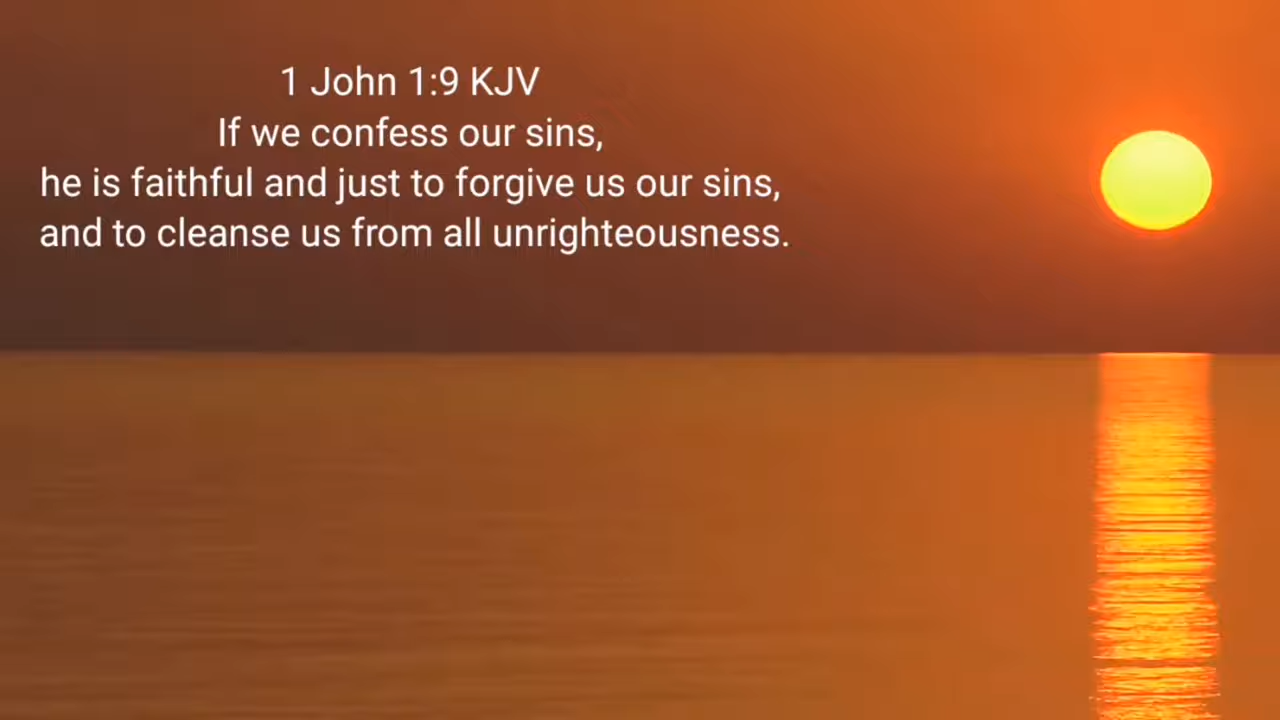 1 John 1:9 KJV
If we confess our sins,
he is faithful and just to forgive us our sins,
and to cleanse us from all unrighteousness.